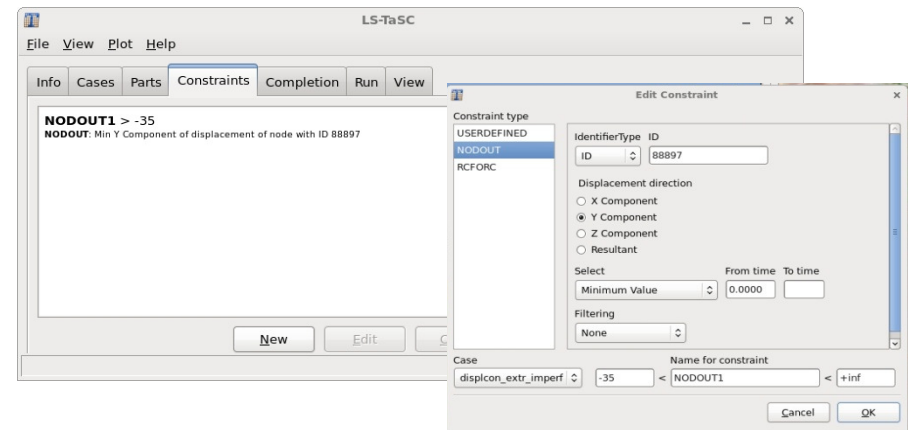 LS-TaSC
File View Plot Help
Info Cases Parts Constraints Completion Run View
NODOUT1 > -35
NODOUT: Min Y Component of displacement of node with ID 88897
New Edit
Edit Constraint
Constraint type
USERDEFINED
NODOUT
RCFORC
IdentifierType ID
ID 88897
Displacement direction
X Component
Y Component
Z Component
Resultant
Select From time To time
Minimum Value 0.0000
Filtering
None
Case Name for constraint
displcon_extr_imperf -35 < NODOUT1 < +inf
Cancel OK